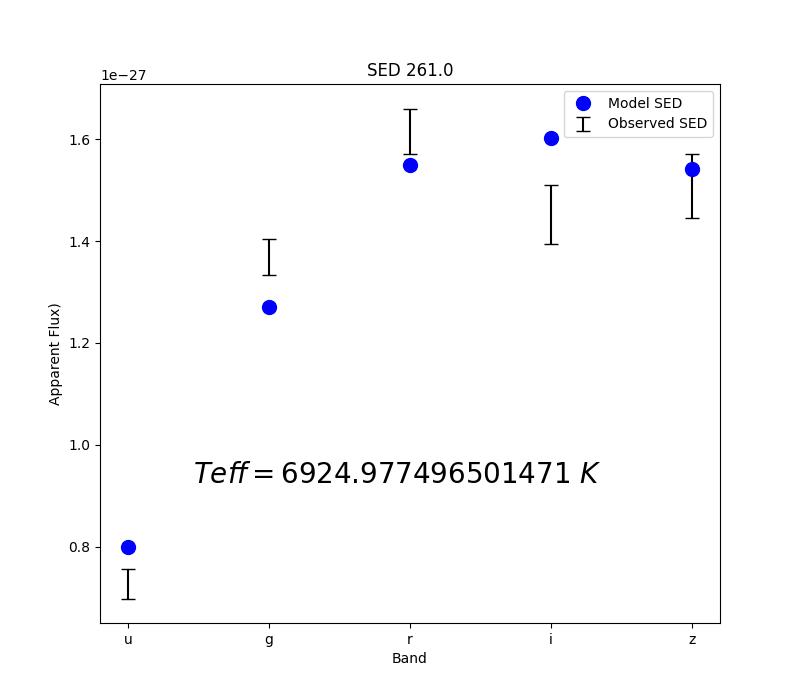 SED 261.0
1e−27
Model SED
Observed SED
1.6
1.4
1.2
1.0
0.8
Apparent Flux)
Teff = 6924.977496501471 K
u g r i z
Band